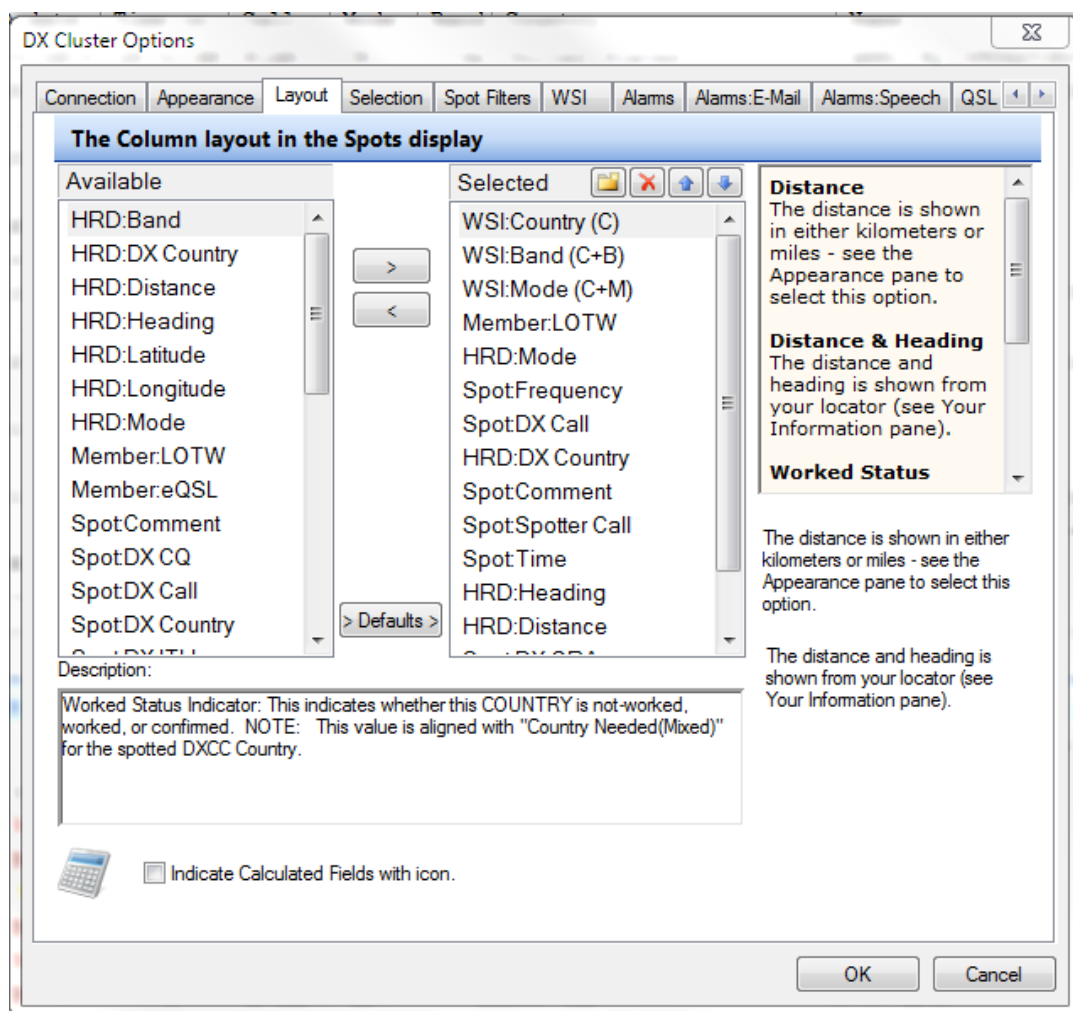 DX Cluster Options
Connection Appearance Layout Selection Spot Filters WSI Alarms Alarms:E-Mail Alarms:Speech QSL
The Column layout in the Spots display
Available
HRD:Band
HRD:DX Country
HRD:Distance
HRD:Heading
HRD:Latitude
HRD:Longitude
HRD:Mode
Member:LOTW
Member:eQSL
Spot:Comment
Spot:DX CQ
Spot:DX Call
Spot:DX Country
>
<
> Defaults >
Selected
WSI:Country (C)
WSI:Band (C+B)
WSI:Mode (C+M)
Member:LOTW
HRD:Mode
Spot:Frequency
Spot:DX Call
HRD:DX Country
Spot:Comment
Spot:Spotter Call
Spot:Time
HRD:Heading
HRD:Distance
Distance
The distance is shown
in either kilometers or
miles - see the
Appearance pane to
select this option.
Distance & Heading
The distance and
heading is shown from
your locator (see Your
Information pane).
Worked Status
The distance is shown in either
kilometers or miles - see the
Appearance pane to select this
option.
The distance and heading is
shown from your locator (see
Your Information pane).
Description:
Worked Status Indicator: This indicates whether this COUNTRY is not-worked,
worked, or confirmed. NOTE: This value is aligned with "Country Needed(Mixed)"
for the spotted DXCC Country.
Indicate Calculated Fields with icon.
OK Cancel